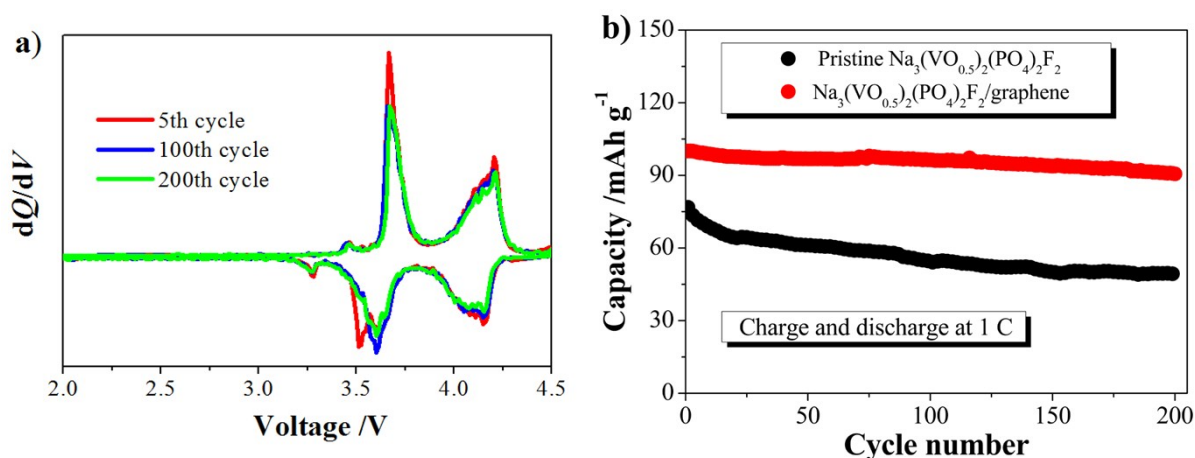 a)
dQ/dV
5th cycle
100th cycle
200th cycle
2.0 2.5 3.0 3.5 4.0 4.5
Voltage /V
b)
Capacity /mAh g⁻¹
150
120
90
60
30
0
Pristine Na₃(VO₀.₅)₂(PO₄)₂F₂
Na₃(VO₀.₅)₂(PO₄)₂F₂/graphene
Charge and discharge at 1 C
0 50 100 150 200
Cycle number